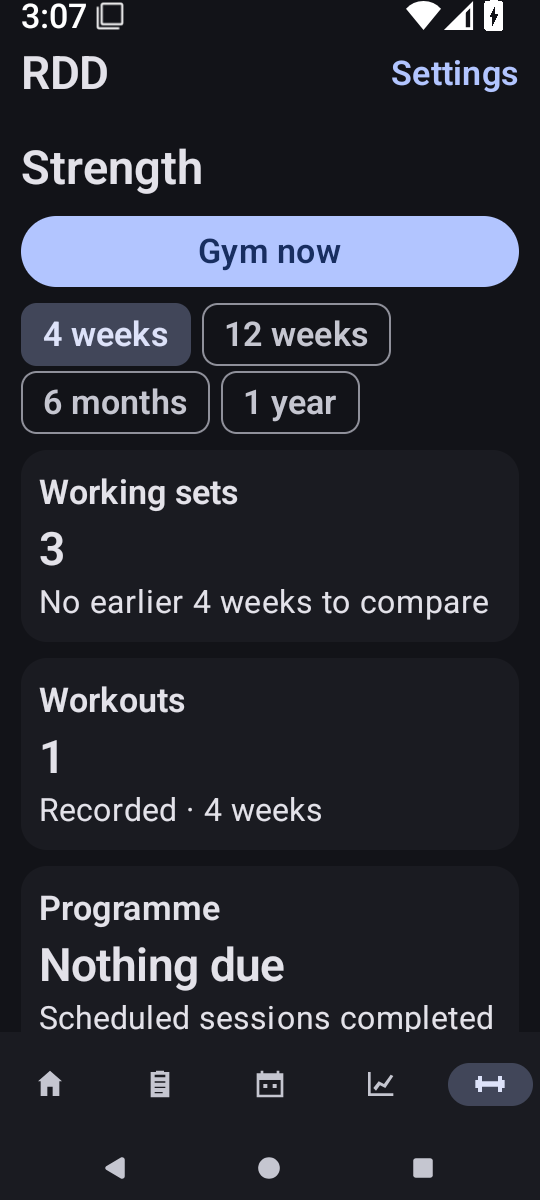 3:07
RDD
Settings
Strength
Gym now
4 weeks
12 weeks
6 months
1 year
Working sets
3
No earlier 4 weeks to compare
Workouts
1
Recorded · 4 weeks
Programme
Nothing due
Scheduled sessions completed